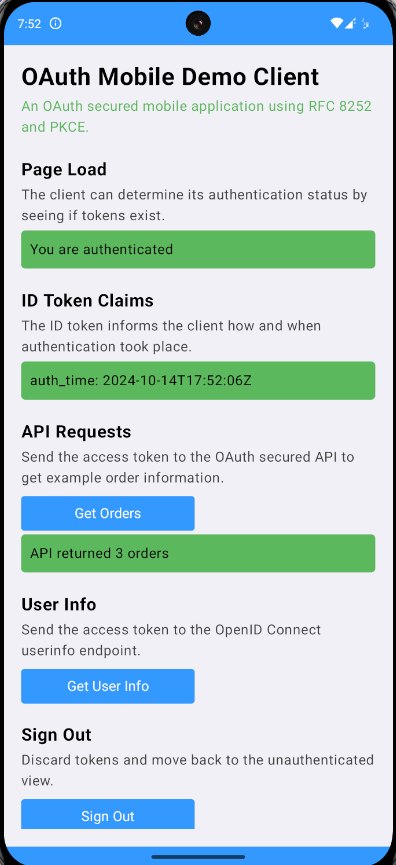 7:52
OAuth Mobile Demo Client
An OAuth secured mobile application using RFC 8252
and PKCE.
Page Load
The client can determine its authentication status by
seeing if tokens exist.
You are authenticated
ID Token Claims
The ID token informs the client how and when
authentication took place.
auth_time: 2024-10-14T17:52:06Z
API Requests
Send the access token to the OAuth secured API to
get example order information.
Get Orders
API returned 3 orders
User Info
Send the access token to the OpenID Connect
userinfo endpoint.
Get User Info
Sign Out
Discard tokens and move back to the unauthenticated
view.
Sign Out